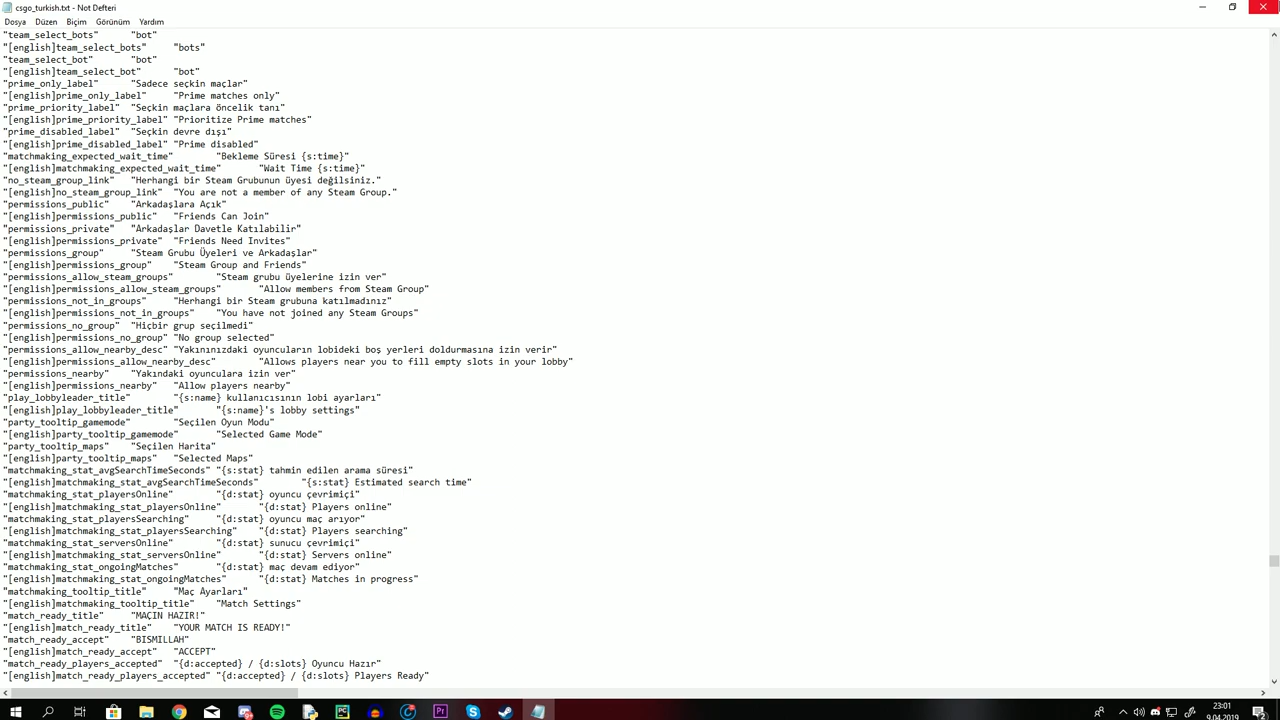 csgo_turkish.txt - Not Defteri
Dosya Düzen Biçim Görünüm Yardım
"team_select_bots" "bot"
"[english]team_select_bots" "bots"
"team_select_bot" "bot"
"[english]team_select_bot" "bot"
"prime_only_label" "Sadece seçkin maçlar"
"[english]prime_only_label" "Prime matches only"
"prime_priority_label" "Seçkin maçlara öncelik tanı"
"[english]prime_priority_label" "Prioritize Prime matches"
"prime_disabled_label" "Seçkin devre dışı"
"[english]prime_disabled_label" "Prime disabled"
"matchmaking_expected_wait_time" "Bekleme Süresi {s:time}"
"[english]matchmaking_expected_wait_time" "Wait Time {s:time}"
"no_steam_group_link" "Herhangi bir Steam Grubunun üyesi değilsiniz."
"[english]no_steam_group_link" "You are not a member of any Steam Group."
"permissions_public" "Arkadaşlara Açık"
"[english]permissions_public" "Friends Can Join"
"permissions_private" "Arkadaşlar Davetle Katılabilir"
"[english]permissions_private" "Friends Need Invites"
"permissions_group" "Steam Grubu Üyeleri ve Arkadaşlar"
"[english]permissions_group" "Steam Group and Friends"
"permissions_allow_steam_groups" "Steam grubu üyelerine izin ver"
"[english]permissions_allow_steam_groups" "Allow members from Steam Group"
"permissions_not_in_groups" "Herhangi bir Steam grubuna katılmadınız"
"[english]permissions_not_in_groups" "You have not joined any Steam Groups"
"permissions_no_group" "Hiçbir grup seçilmedi"
"[english]permissions_no_group" "No group selected"
"permissions_allow_nearby_desc" "Yakınınızdaki oyuncuların lobideki boş yerleri doldurmasına izin verir"
"[english]permissions_allow_nearby_desc" "Allows players near you to fill empty slots in your lobby"
"permissions_nearby" "Yakındaki oyunculara izin ver"
"[english]permissions_nearby" "Allow players nearby"
"play_lobbyleader_title" "{s:name} kullanıcısının lobi ayarları"
"[english]play_lobbyleader_title" "{s:name}'s lobby settings"
"party_tooltip_gamemode" "Seçilen Oyun Modu"
"[english]party_tooltip_gamemode" "Selected Game Mode"
"party_tooltip_maps" "Seçilen Harita"
"[english]party_tooltip_maps" "Selected Maps"
"matchmaking_stat_avgSearchTimeSeconds" "{s:stat} tahmin edilen arama süresi"
"[english]matchmaking_stat_avgSearchTimeSeconds" "{s:stat} Estimated search time"
"matchmaking_stat_playersOnline" "{d:stat} oyuncu çevrimiçi"
"[english]matchmaking_stat_playersOnline" "{d:stat} Players online"
"matchmaking_stat_playersSearching" "{d:stat} oyuncu maç arıyor"
"[english]matchmaking_stat_playersSearching" "{d:stat} Players searching"
"matchmaking_stat_serversOnline" "{d:stat} sunucu çevrimiçi"
"[english]matchmaking_stat_serversOnline" "{d:stat} Servers online"
"matchmaking_stat_ongoingMatches" "{d:stat} maç devam ediyor"
"[english]matchmaking_stat_ongoingMatches" "{d:stat} Matches in progress"
"matchmaking_tooltip_title" "Maç Ayarları"
"[english]matchmaking_tooltip_title" "Match Settings"
"match_ready_title" "MAÇIN HAZIR!"
"[english]match_ready_title" "YOUR MATCH IS READY!"
"match_ready_accept" "BISMILLAH"
"[english]match_ready_accept" "ACCEPT"
"match_ready_players_accepted" "{d:accepted} / {d:slots} Oyuncu Hazır"
"[english]match_ready_players_accepted" "{d:accepted} / {d:slots} Players Ready"
23:01
9.04.2019